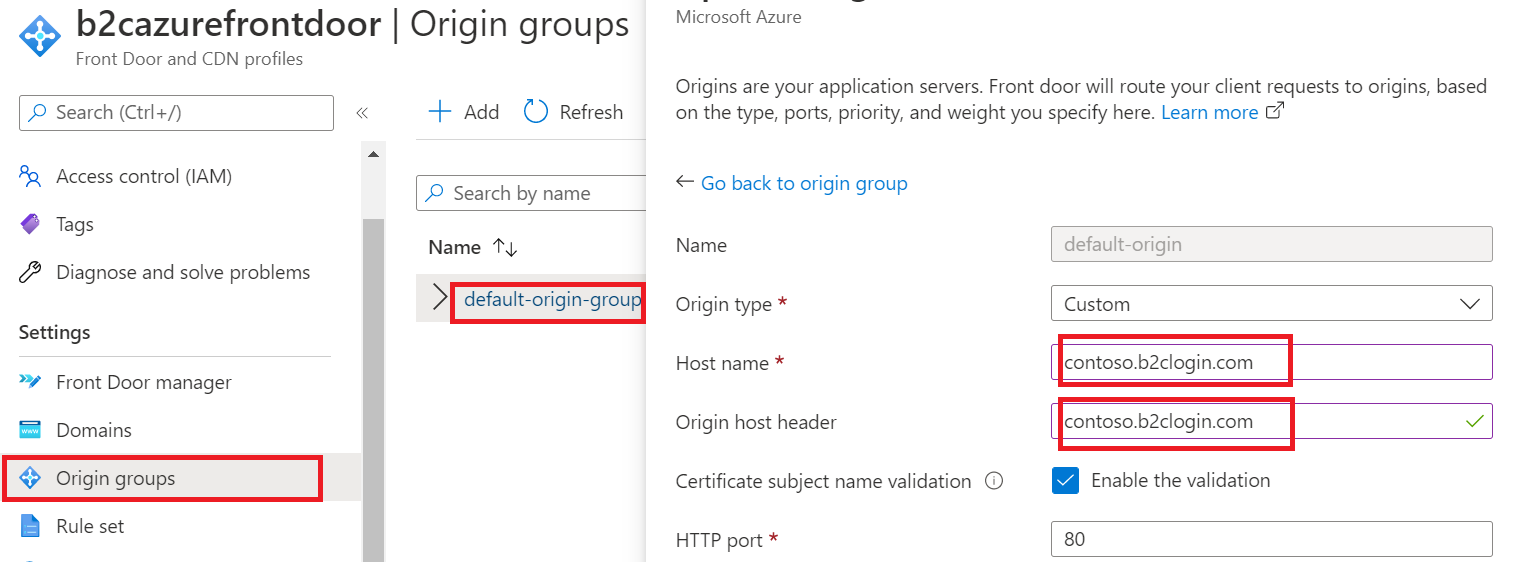 b2cazurefrontdoor | Origin groups
Front Door and CDN profiles
Search (Ctrl+/)
«
Access control (IAM)
Tags
Diagnose and solve problems
Settings
Front Door manager
Domains
Origin groups
Rule set
Add
Refresh
Search by name
Name
default-origin-group
Microsoft Azure
Origins are your application servers. Front door will route your client requests to origins, based
on the type, ports, priority, and weight you specify here. Learn more
Go back to origin group
Name
default-origin
Origin type *
Custom
Host name *
contoso.b2clogin.com
Origin host header
contoso.b2clogin.com
Certificate subject name validation
Enable the validation
HTTP port *
80